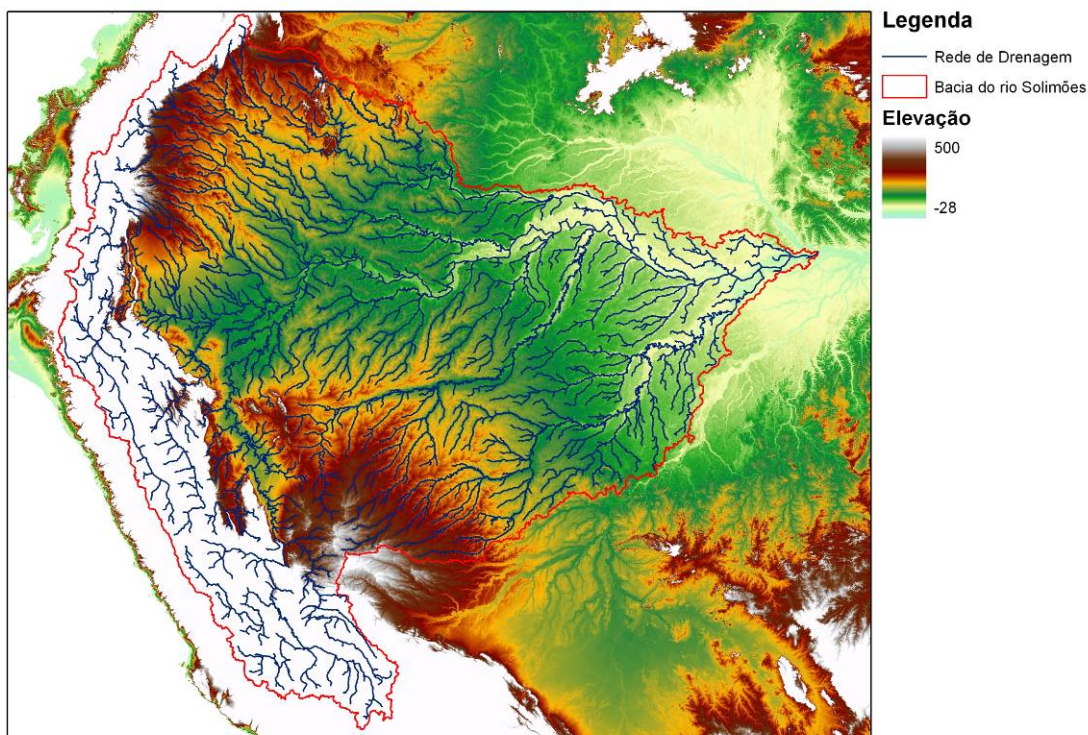 Legenda
Rede de Drenagem
Bacia do rio Solimões
Elevação
500
-28